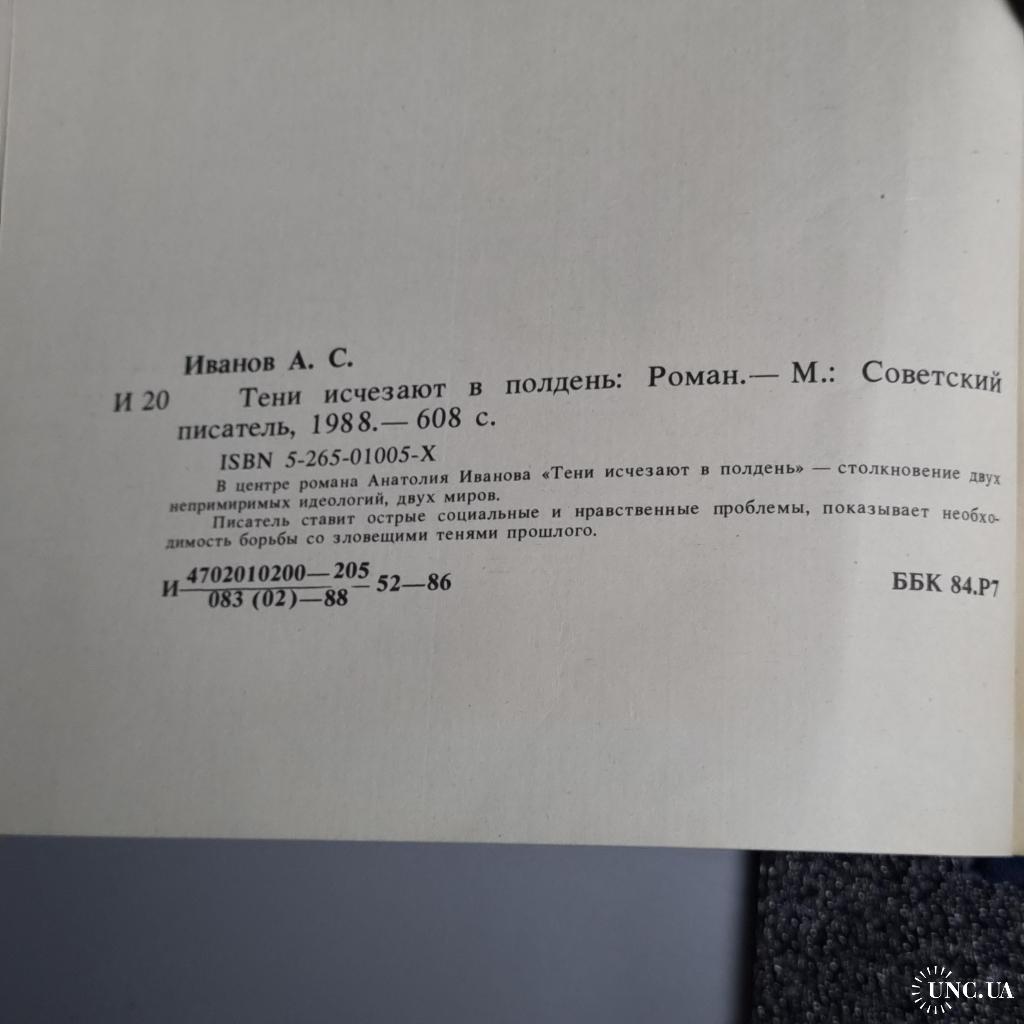 Иванов А. С.
И 20 Тени исчезают в полдень: Роман.— М.: Советский
писатель, 1988.— 608 с.
ISBN 5-265-01005-X
В центре романа Анатолия Иванова «Тени исчезают в полдень» — столкновение двух
непримиримых идеологий, двух миров.
Писатель ставит острые социальные и нравственные проблемы, показывает необхо-
димость борьбы со зловещими тенями прошлого.
И 4702010200—205
083 (02)—88 — 52—86
ББК 84.Р7
UNC.UA